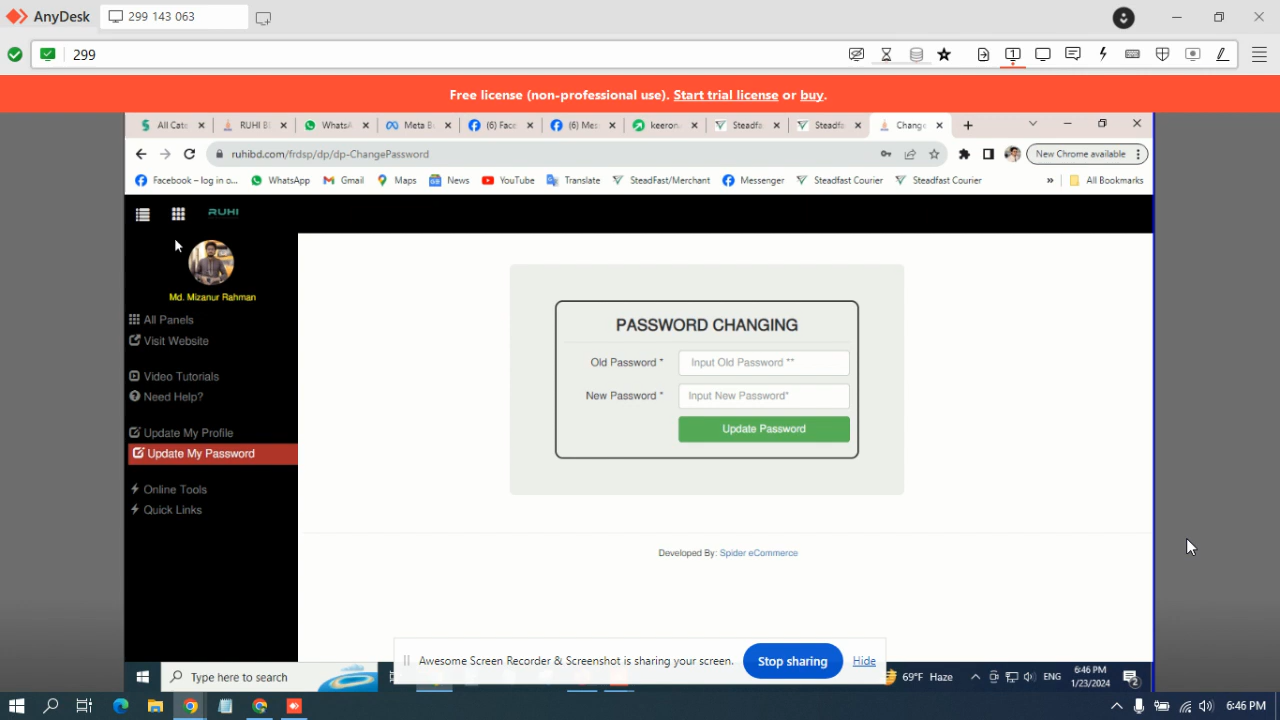 AnyDesk
299 143 063
299
Free license (non-professional use). Start trial license or buy.
All Cate
RUHI B
WhatsA
Meta B
(6) Face
(6) Mes
keeron
Steadfa
Steadfa
Change
ruhibd.com/frdsp/dp/dp-ChangePassword
New Chrome available
Facebook – log in o...
WhatsApp
Gmail
Maps
News
YouTube
Translate
SteadFast/Merchant
Messenger
Steadfast Courier
Steadfast Courier
»
All Bookmarks
RUHI
Md. Mizanur Rahman
All Panels
Visit Website
Video Tutorials
Need Help?
Update My Profile
Update My Password
Online Tools
Quick Links
PASSWORD CHANGING
Old Password *
Input Old Password **
New Password *
Input New Password*
Update Password
Developed By: Spider eCommerce
Awesome Screen Recorder & Screenshot is sharing your screen.
Stop sharing
Hide
Type here to search
69°F Haze
ENG
6:46 PM
1/23/2024
2
6:46 PM